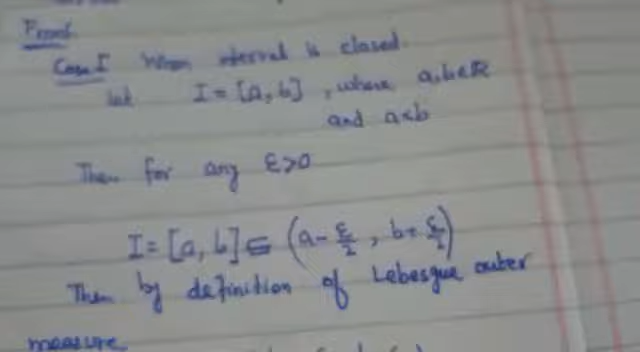 Proof
Case I When interval is closed.
let I = [a, b] , where a, b ∈ R
and a<b
Then for any ε>0
I = [a, b] ⊆ (a - ε/2 , b + ε/2)
Then by definition of Lebesgue outer
measure